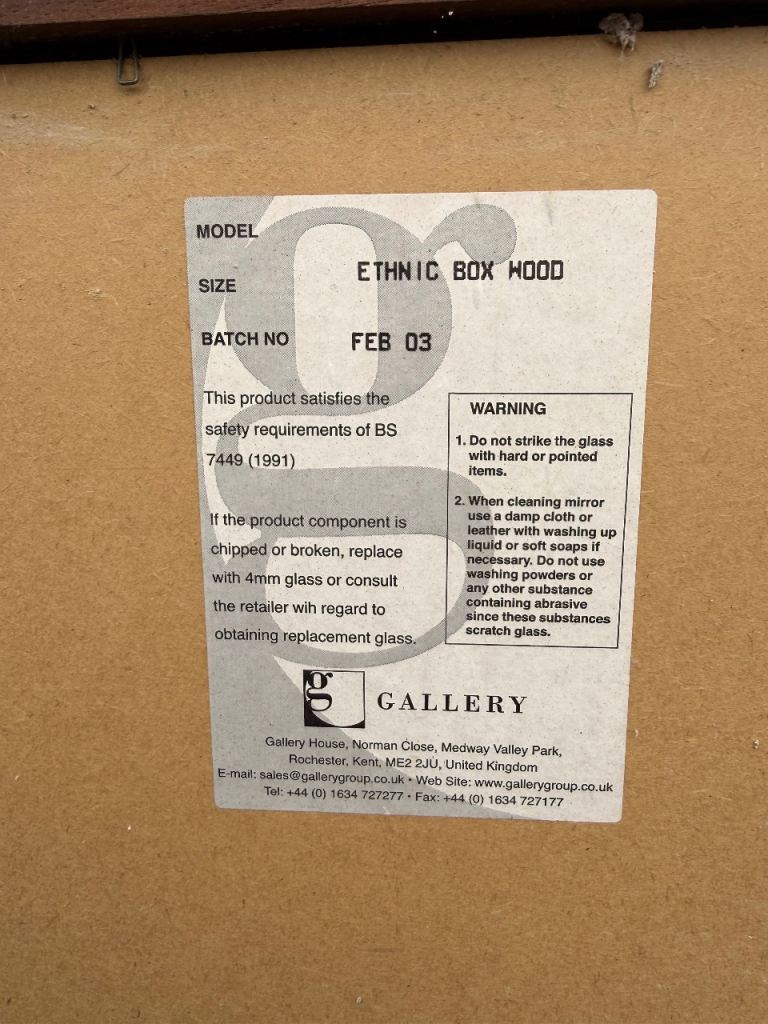 MODEL
ETHNIC BOX WOOD
SIZE
BATCH NO FEB 03
This product satisfies the
safety requirements of BS
7449 (1991)
If the product component is
chipped or broken, replace
with 4mm glass or consult
the retailer wih regard to
obtaining replacement glass.
WARNING
1. Do not strike the glass
with hard or pointed
items.
2. When cleaning mirror
use a damp cloth or
leather with washing up
liquid or soft soaps if
necessary. Do not use
washing powders or
any other substance
containing abrasive
since these substances
scratch glass.
g GALLERY
Gallery House, Norman Close, Medway Valley Park,
Rochester, Kent, ME2 2JU, United Kingdom
E-mail: sales@gallerygroup.co.uk • Web Site: www.gallerygroup.co.uk
Tel: +44 (0) 1634 727277 • Fax: +44 (0) 1634 727177